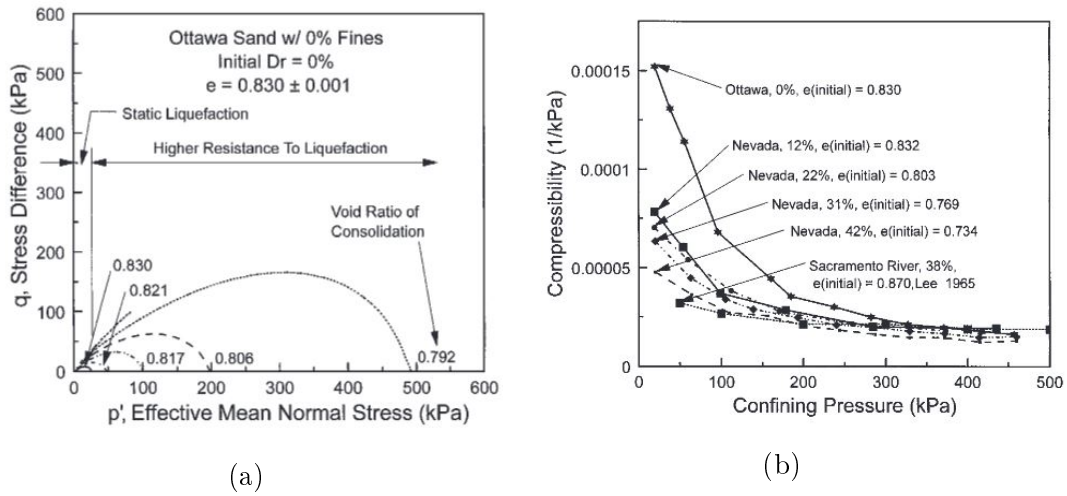 600
500
400
300
200
100
0
q, Stress Difference (kPa)
Ottawa Sand w/ 0% Fines
Initial Dr = 0%
e = 0.830 ± 0.001
Static Liquefaction
Higher Resistance To Liquefaction
Void Ratio of
Consolidation
0.830
0.821
0.817
0.806
0.792
0 100 200 300 400 500 600
p', Effective Mean Normal Stress (kPa)
(a)
0.00015
0.0001
0.00005
0
Compressibility (1/kPa)
Ottawa, 0%, e(initial) = 0.830
Nevada, 12%, e(initial) = 0.832
Nevada, 22%, e(initial) = 0.803
Nevada, 31%, e(initial) = 0.769
Nevada, 42%, e(initial) = 0.734
Sacramento River, 38%,
e(initial) = 0.870,Lee 1965
0 100 200 300 400 500
Confining Pressure (kPa)
(b)